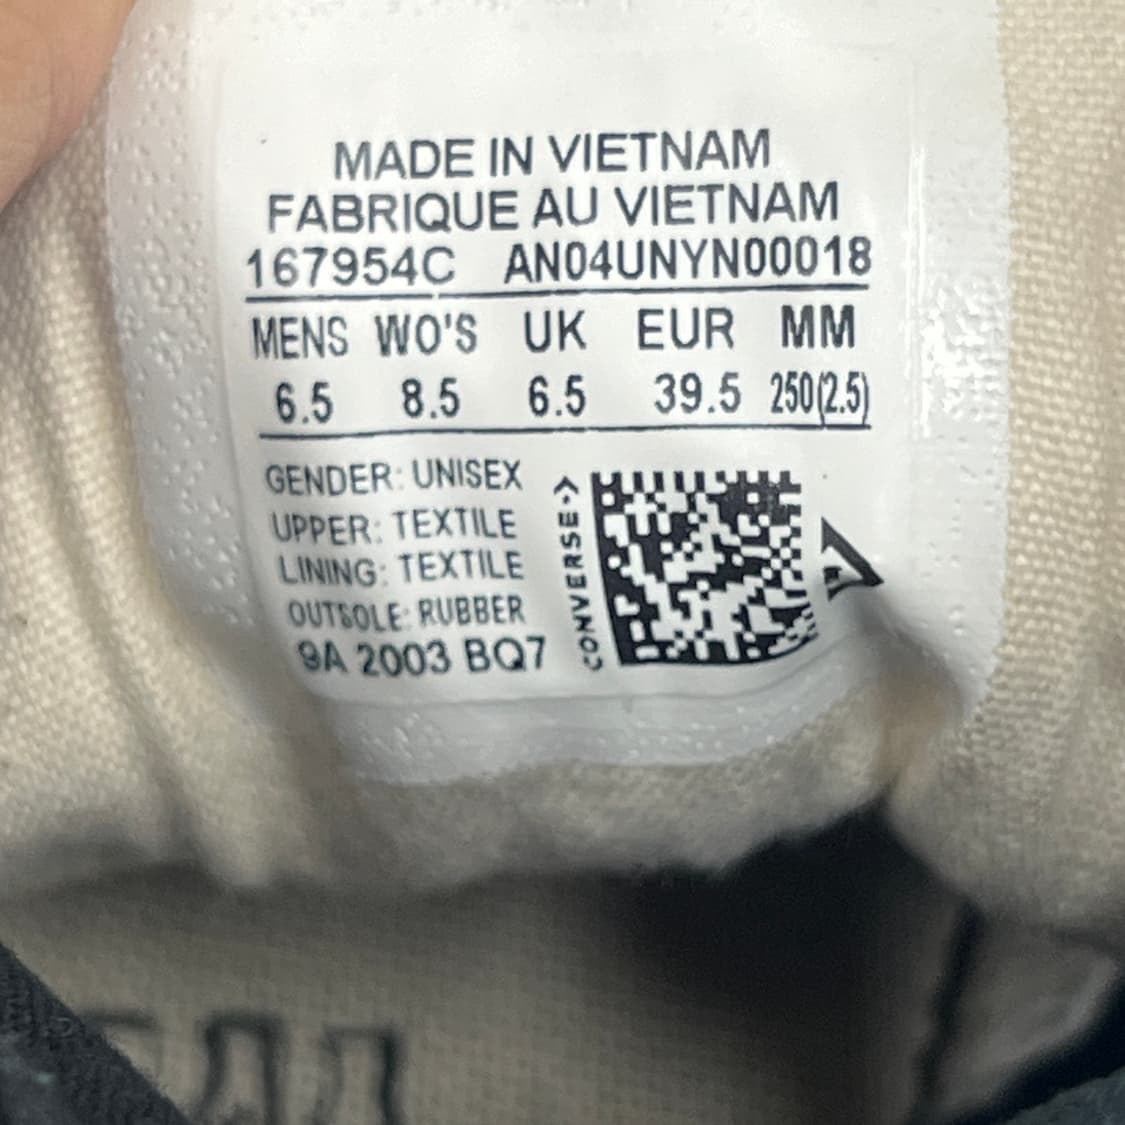 MADE IN VIETNAM
FABRIQUE AU VIETNAM
167954C AN04UNYN00018
MENS WO'S UK EUR MM
6.5 8.5 6.5 39.5 250(2.5)
GENDER: UNISEX
UPPER: TEXTILE
LINING: TEXTILE
OUTSOLE: RUBBER
9A 2003 BQ7
CONVERSE